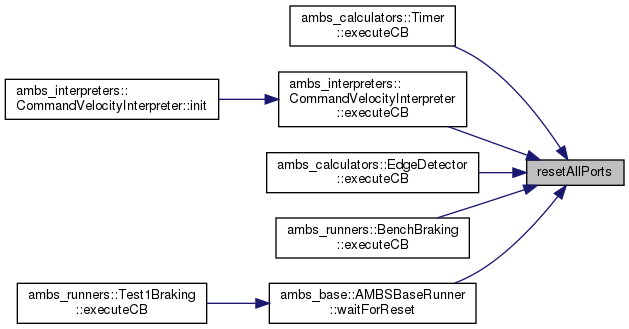 ambs_calculators::Timer
::executeCB
ambs_interpreters::
CommandVelocityInterpreter
::executeCB
ambs_interpreters::
CommandVelocityInterpreter::init
ambs_calculators::EdgeDetector
::executeCB
resetAllPorts
ambs_runners::BenchBraking
::executeCB
ambs_runners::Test1Braking
::executeCB
ambs_base::AMBSBaseRunner
::waitForReset